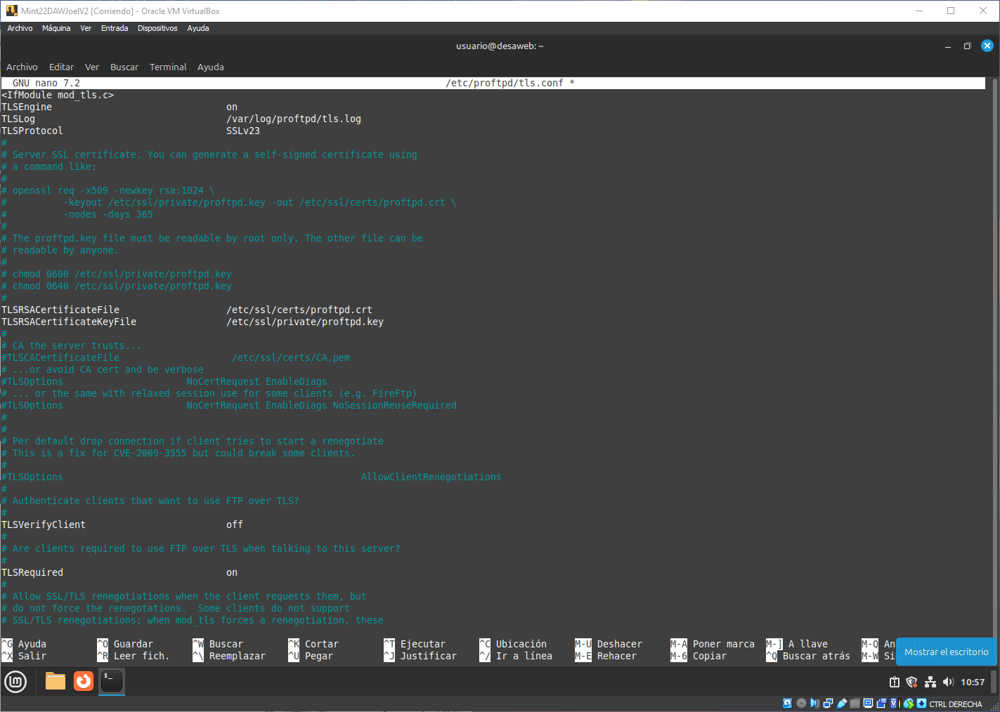 Mint22DAWJoelV2 [Corriendo] - Oracle VM VirtualBox
Archivo Máquina Ver Entrada Dispositivos Ayuda
usuario@desaweb: ~
Archivo Editar Ver Buscar Terminal Ayuda
GNU nano 7.2 /etc/proftpd/tls.conf *
<IfModule mod_tls.c>
TLSEngine on
TLSLog /var/log/proftpd/tls.log
TLSProtocol SSLv23
#
# Server SSL certificate. You can generate a self-signed certificate using
# a command like:
#
# openssl req -x509 -newkey rsa:1024 \
# -keyout /etc/ssl/private/proftpd.key -out /etc/ssl/certs/proftpd.crt \
# -nodes -days 365
#
# The proftpd.key file must be readable by root only. The other file can be
# readable by anyone.
#
# chmod 0600 /etc/ssl/private/proftpd.key
# chmod 0640 /etc/ssl/private/proftpd.key
#
TLSRSACertificateFile /etc/ssl/certs/proftpd.crt
TLSRSACertificateKeyFile /etc/ssl/private/proftpd.key
#
# CA the server trusts...
#TLSCACertificateFile /etc/ssl/certs/CA.pem
# ...or avoid CA cert and be verbose
#TLSOptions NoCertRequest EnableDiags
# ... or the same with relaxed session use for some clients (e.g. FireFtp)
#TLSOptions NoCertRequest EnableDiags NoSessionReuseRequired
#
#
# Per default drop connection if client tries to start a renegotiate
# This is a fix for CVE-2009-3555 but could break some clients.
#
#TLSOptions AllowClientRenegotiations
#
# Authenticate clients that want to use FTP over TLS?
#
TLSVerifyClient off
#
# Are clients required to use FTP over TLS when talking to this server?
#
TLSRequired on
#
# Allow SSL/TLS renegotiations when the client requests them, but
# do not force the renegotations. Some clients do not support
# SSL/TLS renegotiations; when mod_tls forces a renegotiation, these
^G Ayuda ^O Guardar ^W Buscar ^K Cortar ^T Ejecutar ^C Ubicación M-U Deshacer M-A Poner marca M-] A llave M-Q
^X Salir ^R Leer fich. ^\ Reemplazar ^U Pegar ^J Justificar ^/ Ir a línea M-E Rehacer M-6 Copiar ^Q Buscar atrás M-W
Mostrar el escritorio
10:57
CTRL DERECHA